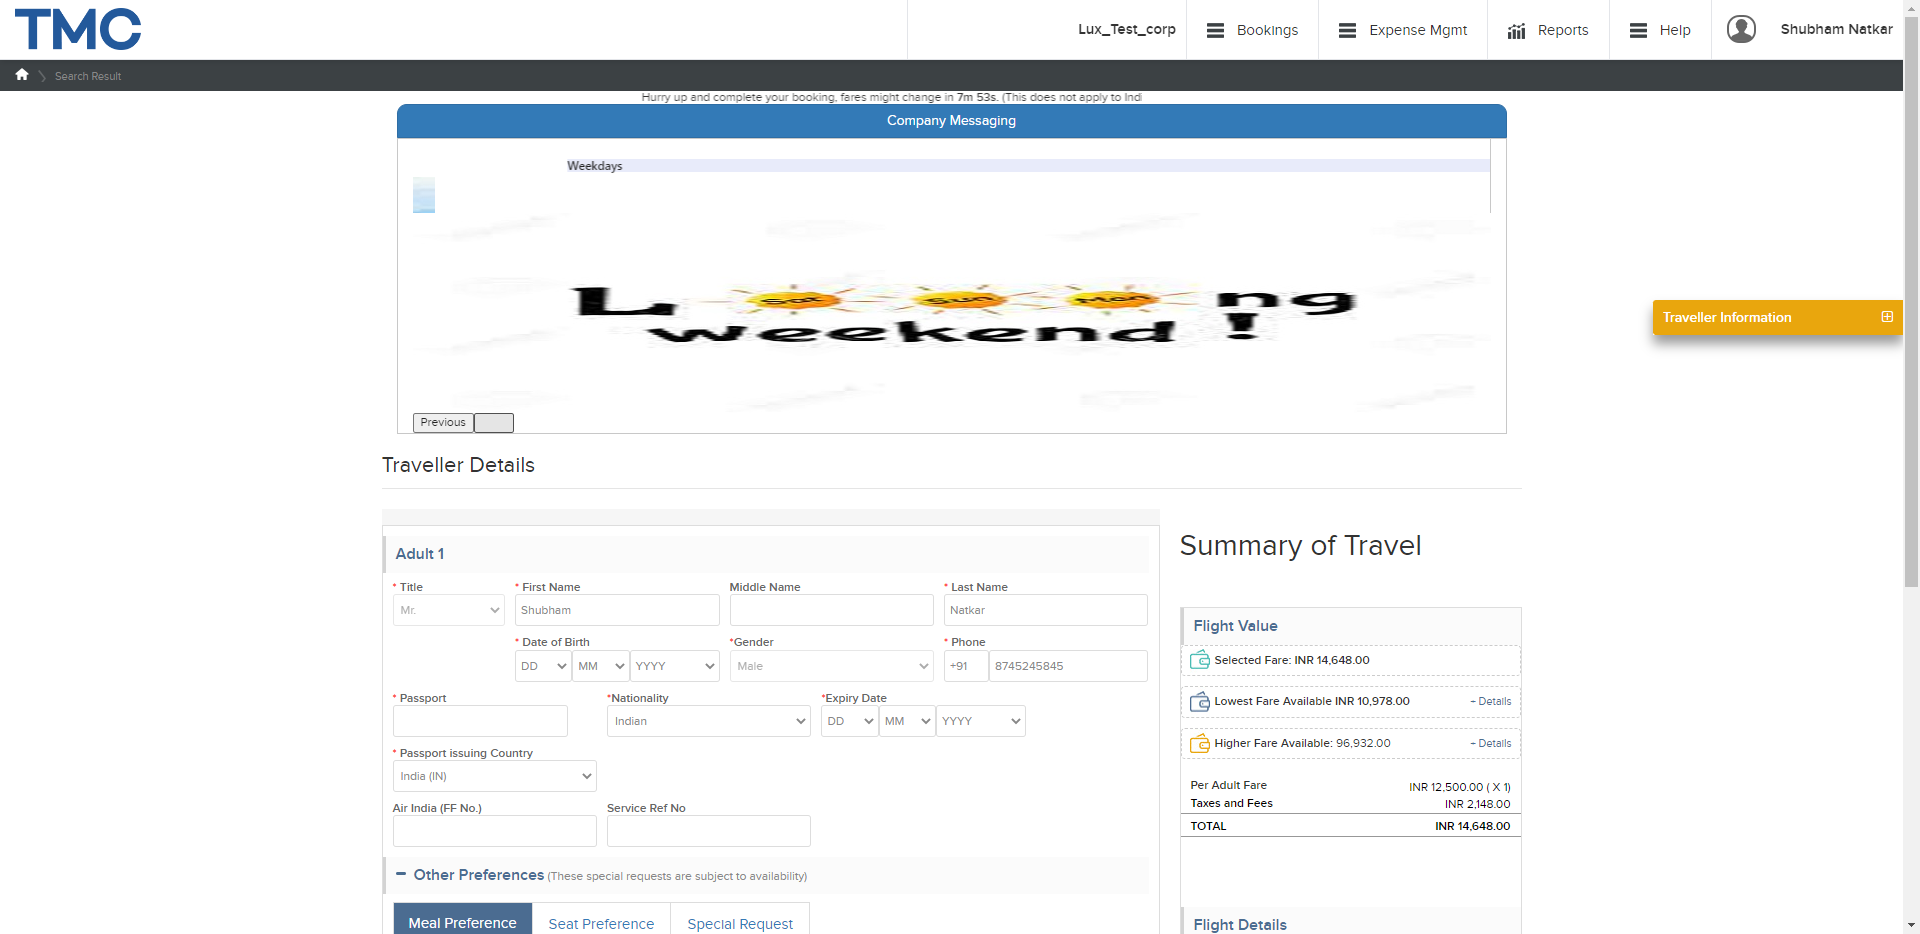 TMC
Lux_Test_corp
Bookings
Expense Mgmt
Reports
Help
Shubham Natkar
Search Result
Hurry up and complete your booking, fares might change in 7m 53s. (This does not apply to Indi
Company Messaging
Weekdays
L Sat Sun Mon ng
weekend !
Previous
Traveller Information
Traveller Details
Adult 1
* Title
* First Name
Middle Name
* Last Name
Mr.
Shubham
Natkar
* Date of Birth
*Gender
* Phone
DD
MM
YYYY
Male
+91
8745245845
* Passport
*Nationality
*Expiry Date
Indian
DD
MM
YYYY
* Passport issuing Country
India (IN)
Air India (FF No.)
Service Ref No
− Other Preferences (These special requests are subject to availability)
Meal Preference
Seat Preference
Special Request
Summary of Travel
Flight Value
Selected Fare: INR 14,648.00
Lowest Fare Available INR 10,978.00 + Details
Higher Fare Available: 96,932.00 + Details
Per Adult Fare INR 12,500.00 ( X 1)
Taxes and Fees INR 2,148.00
TOTAL INR 14,648.00
Flight Details